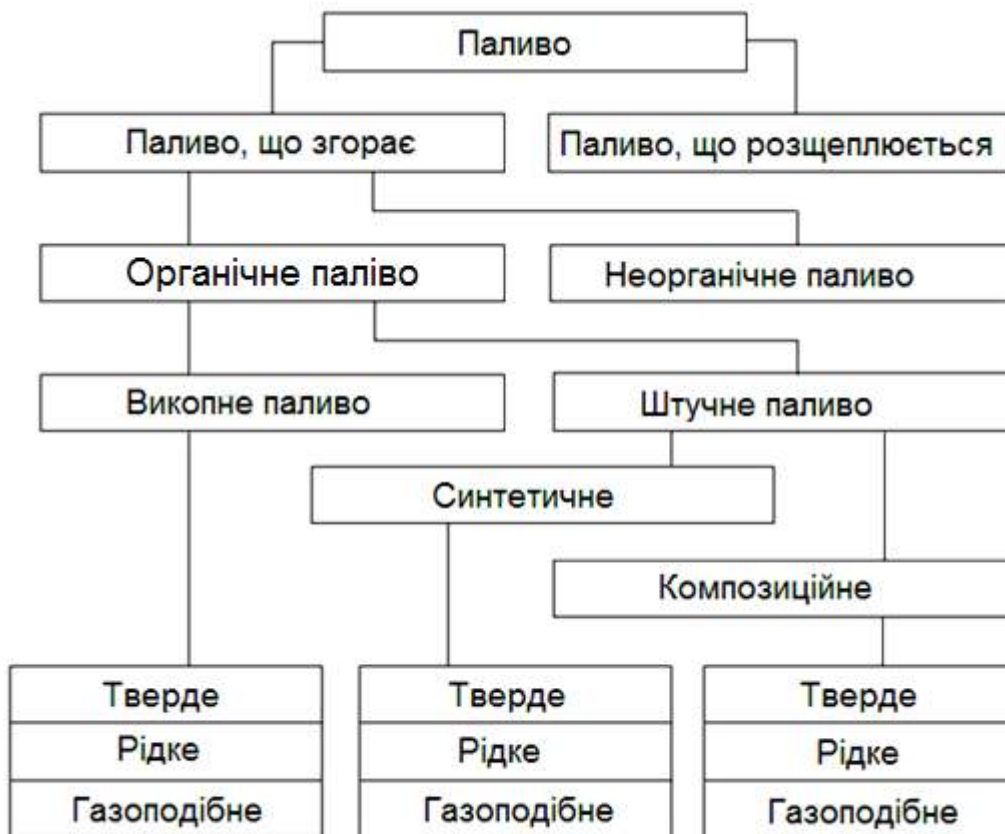 Паливо
Паливо, що згорає
Паливо, що розщеплюється
Органічне паліво
Неорганічне паливо
Викопне паливо
Штучне паливо
Синтетичне
Композиційне
Тверде
Рідке
Газоподібне
Тверде
Рідке
Газоподібне
Тверде
Рідке
Газоподібне